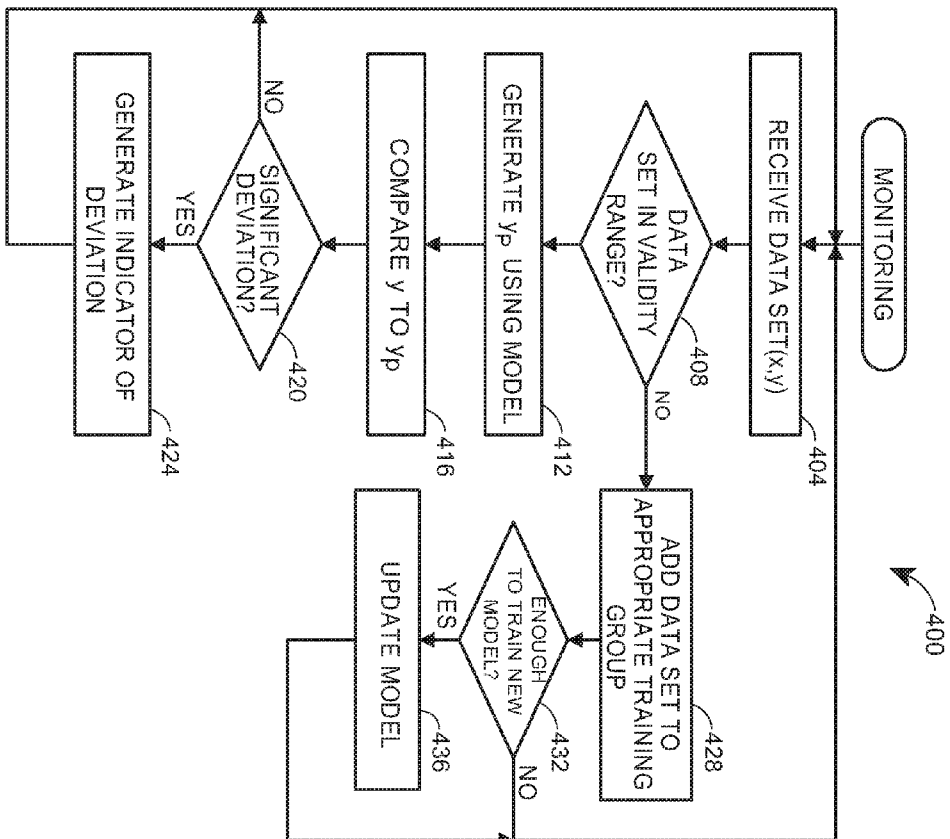 400
MONITORING
RECEIVE DATA SET(x,y)
404
DATA
SET IN VALIDITY
RANGE?
408
NO
GENERATE yp USING MODEL
412
COMPARE y TO yp
416
SIGNIFICANT
DEVIATION?
420
NO
YES
GENERATE INDICATOR OF
DEVIATION
424
ADD DATA SET TO
APPROPRIATE TRAINING
GROUP
428
ENOUGH
TO TRAIN NEW
MODEL?
432
NO
YES
UPDATE MODEL
436